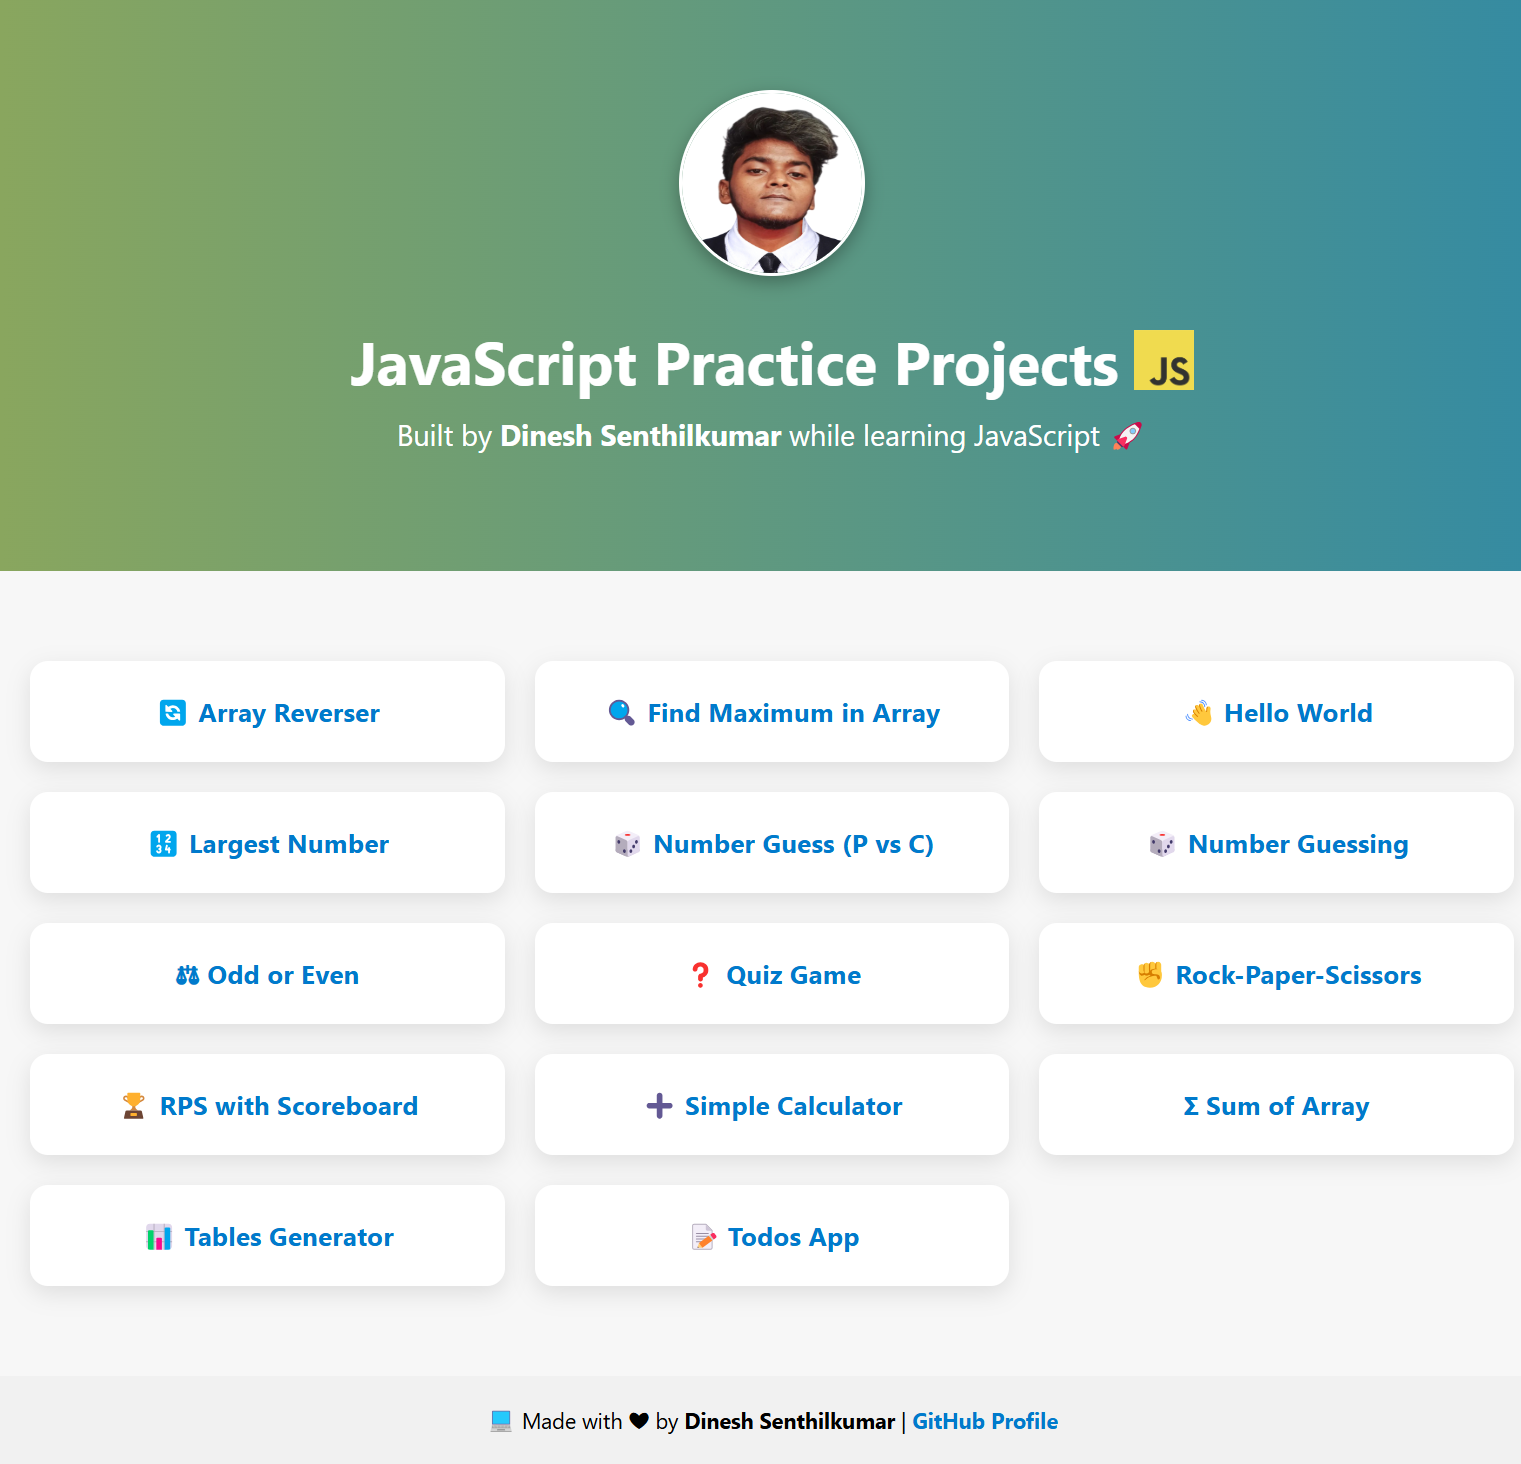 JavaScript Practice Projects JS
Built by Dinesh Senthilkumar while learning JavaScript 🚀
🔄 Array Reverser
🔍 Find Maximum in Array
👋 Hello World
🔢 Largest Number
🎲 Number Guess (P vs C)
🎲 Number Guessing
⚖⚖ Odd or Even
❓ Quiz Game
✊ Rock-Paper-Scissors
🏆 RPS with Scoreboard
➕ Simple Calculator
Σ Sum of Array
📊 Tables Generator
📝 Todos App
💻 Made with ❤ by Dinesh Senthilkumar | GitHub Profile